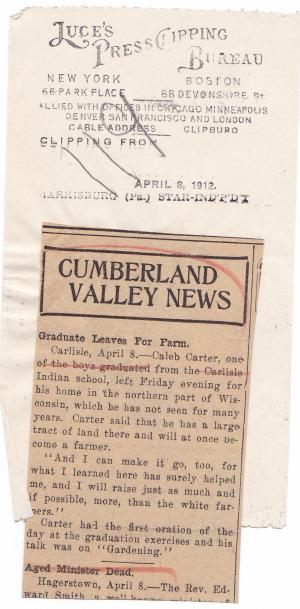 LUCE'S
PRESS CLIPPING
BUREAU
NEW YORK BOSTON
66 PARK PLACE 68 DEVONSHIRE ST
ALLIED WITH OFFICES IN CHICAGO MINNEAPOLIS
DENVER SAN FRANCISCO AND LONDON
CABLE ADDRESS CLIPBURO
CLIPPING FROM
APRIL 8, 1912.
HARRISBURG (Pa.) STAR-INDPDT
CUMBERLAND
VALLEY NEWS
Graduate Leaves For Farm.
Carlisle, April 8.—Caleb Carter, one
of the boys graduated from the Carlisle
Indian school, left Friday evening for
his home in the northern part of Wis-
consin, which he has not seen for many
years. Carter said that he has a large
tract of land there and will at once be-
come a farmer.
"And I can make it go, too, for
what I learned here has surely helped
me, and I will raise just as much and
if possible, more, than the white far-
mers."
Carter had the first oration of the
day at the graduation exercises and his
talk was on "Gardening."
Aged Minister Dead.
Hagerstown, April 8.—The Rev. Ed-
ward Smith, a well